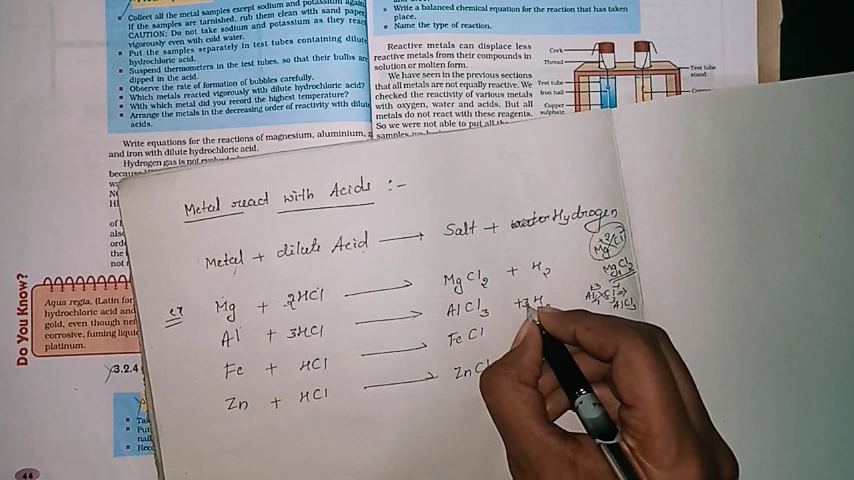 Collect all the metal samples except sodium and potassium again.
If the samples are tarnished, rub them clean with sand paper.
CAUTION: Do not take sodium and potassium as they react
vigorously even with cold water.
Put the samples separately in test tubes containing dilute
hydrochloric acid.
Suspend thermometers in the test tubes, so that their bulbs are
dipped in the acid.
Observe the rate of formation of bubbles carefully.
Which metals reacted vigorously with dilute hydrochloric acid?
With which metal did you record the highest temperature?
Arrange the metals in the decreasing order of reactivity with dilute
acids.
Write equations for the reactions of magnesium, aluminium,
and iron with dilute hydrochloric acid.
Hydrogen gas is not
Write a balanced chemical equation for the reaction that has taken
place.
Name the type of reaction.
Reactive metals can displace less
reactive metals from their compounds in
solution or molten form.
We have seen in the previous sections
that all metals are not equally reactive. We
checked the reactivity of various metals
with oxygen, water and acids. But all
metals do not react with these reagents.
So we were not able to put all
Cork
Thread
Test tube
Iron nail
Copper
sulphate
Test tube
stand
Metal react with Acids :-
Metal + dilute Acid → Salt + Hydrogen
Mg + 2HCl → MgCl2 + H2
Al + 3HCl → AlCl3 +3H
Fe + HCl → FeCl
Zn + HCl → ZnCl
MgCl2
AlCl3
Do You Know?
Aqua regia, (Latin for
hydrochloric acid and
gold, even though
corrosive, fuming liquid
platinum.
3.2.4
44